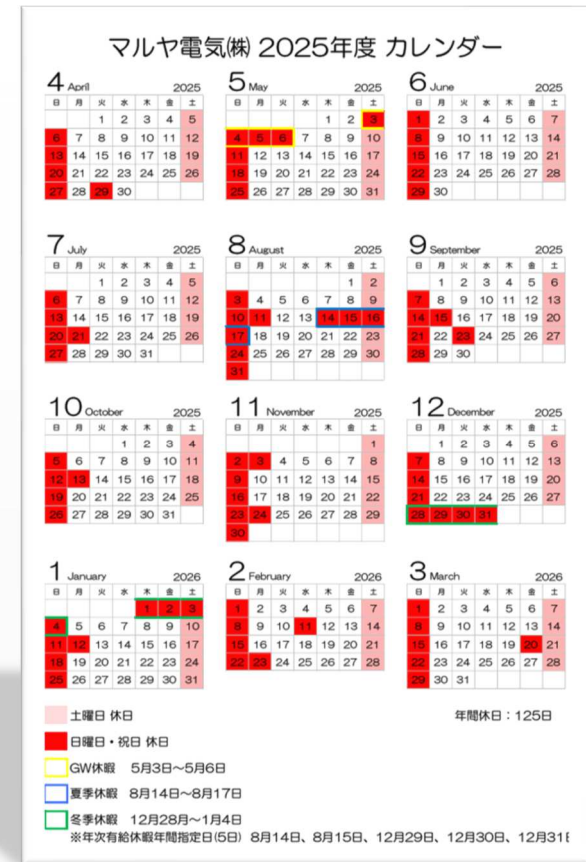 マルヤ電気㈱ 2025年度 カレンダー
4 April 2025
日 月 火 水 木 金 土
1 2 3 4 5
6 7 8 9 10 11 12
13 14 15 16 17 18 19
20 21 22 23 24 25 26
27 28 29 30
5 May 2025
日 月 火 水 木 金 土
1 2 3
4 5 6 7 8 9 10
11 12 13 14 15 16 17
18 19 20 21 22 23 24
25 26 27 28 29 30 31
6 June 2025
日 月 火 水 木 金 土
1 2 3 4 5 6 7
8 9 10 11 12 13 14
15 16 17 18 19 20 21
22 23 24 25 26 27 28
29 30
7 July 2025
日 月 火 水 木 金 土
1 2 3 4 5
6 7 8 9 10 11 12
13 14 15 16 17 18 19
20 21 22 23 24 25 26
27 28 29 30 31
8 August 2025
日 月 火 水 木 金 土
1 2
3 4 5 6 7 8 9
10 11 12 13 14 15 16
17 18 19 20 21 22 23
24 25 26 27 28 29 30
31
9 September 2025
日 月 火 水 木 金 土
1 2 3 4 5 6
7 8 9 10 11 12 13
14 15 16 17 18 19 20
21 22 23 24 25 26 27
28 29 30
10 October 2025
日 月 火 水 木 金 土
1 2 3 4
5 6 7 8 9 10 11
12 13 14 15 16 17 18
19 20 21 22 23 24 25
26 27 28 29 30 31
11 November 2025
日 月 火 水 木 金 土
1
2 3 4 5 6 7 8
9 10 11 12 13 14 15
16 17 18 19 20 21 22
23 24 25 26 27 28 29
30
12 December 2025
日 月 火 水 木 金 土
1 2 3 4 5 6
7 8 9 10 11 12 13
14 15 16 17 18 19 20
21 22 23 24 25 26 27
28 29 30 31
1 January 2026
日 月 火 水 木 金 土
1 2 3
4 5 6 7 8 9 10
11 12 13 14 15 16 17
18 19 20 21 22 23 24
25 26 27 28 29 30 31
2 February 2026
日 月 火 水 木 金 土
1 2 3 4 5 6 7
8 9 10 11 12 13 14
15 16 17 18 19 20 21
22 23 24 25 26 27 28
3 March 2026
日 月 火 水 木 金 土
1 2 3 4 5 6 7
8 9 10 11 12 13 14
15 16 17 18 19 20 21
22 23 24 25 26 27 28
29 30 31
土曜日 休日 年間休日：125日
日曜日・祝日 休日
GW休暇 5月3日～5月6日
夏季休暇 8月14日～8月17日
冬季休暇 12月28月～1月4日
※年次有給休暇年間指定日(5日) 8月14日、8月15日、12月29日、12月30日、12月31